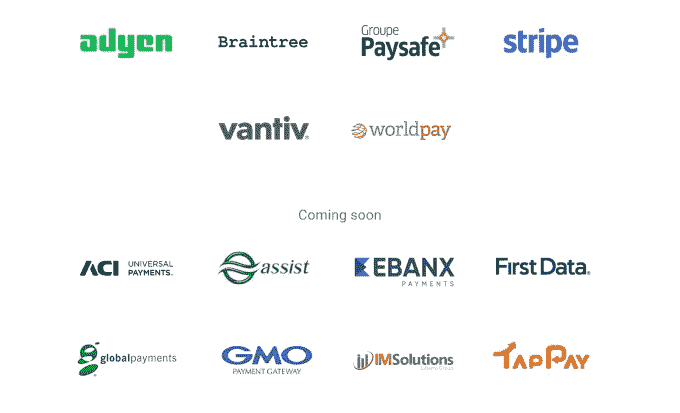 adyen
Braintree
Groupe
Paysafe
stripe
vantiv
worldpay
Coming soon
ACI UNIVERSAL
PAYMENTS.
assist
EBANX
PAYMENTS
First Data.
globalpayments
GMO
PAYMENT GATEWAY
IMSolutions
TAPPAY